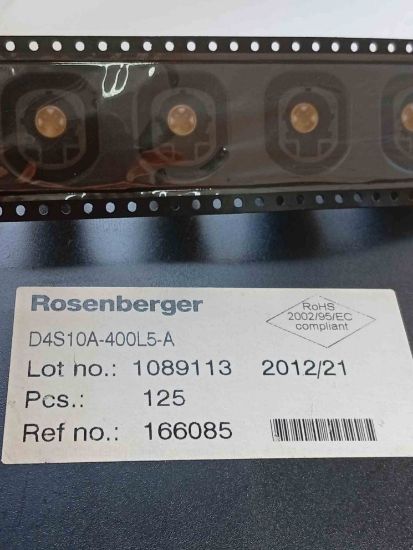 Rosenberger
RoHS
2002/95/EC
compliant
D4S10A-400L5-A
Lot no.: 1089113 2012/21
Pcs.: 125
Ref no.: 166085